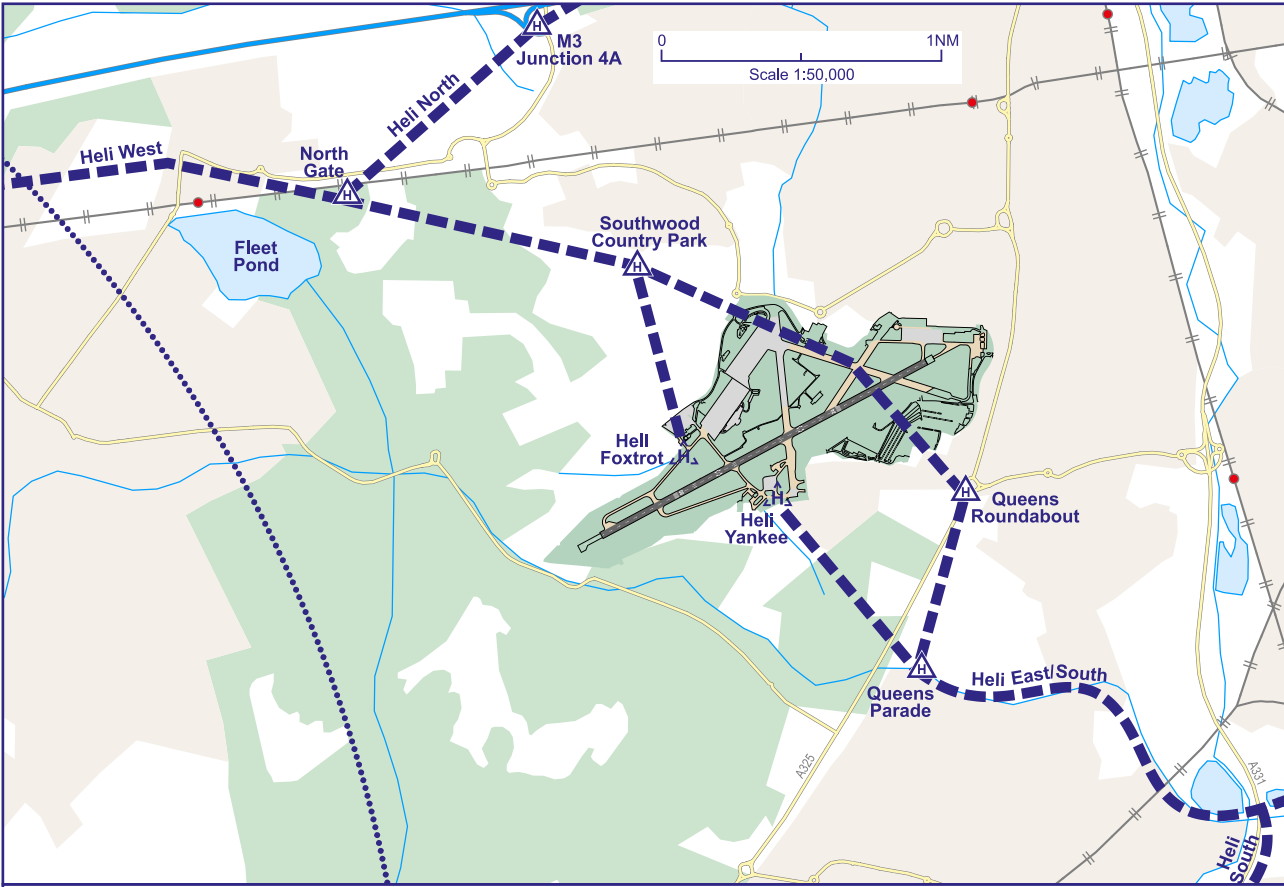 M3
Junction 4A
0
1NM
Scale 1:50,000
Heli North
Heli West
North
Gate
H
H
Fleet
Pond
Southwood
Country Park
H
Heli
Foxtrot
H
H
Heli
Yankee
H
Queens
Roundabout
H
Queens
Parade
Heli East/South
A325
A331
Heli
South